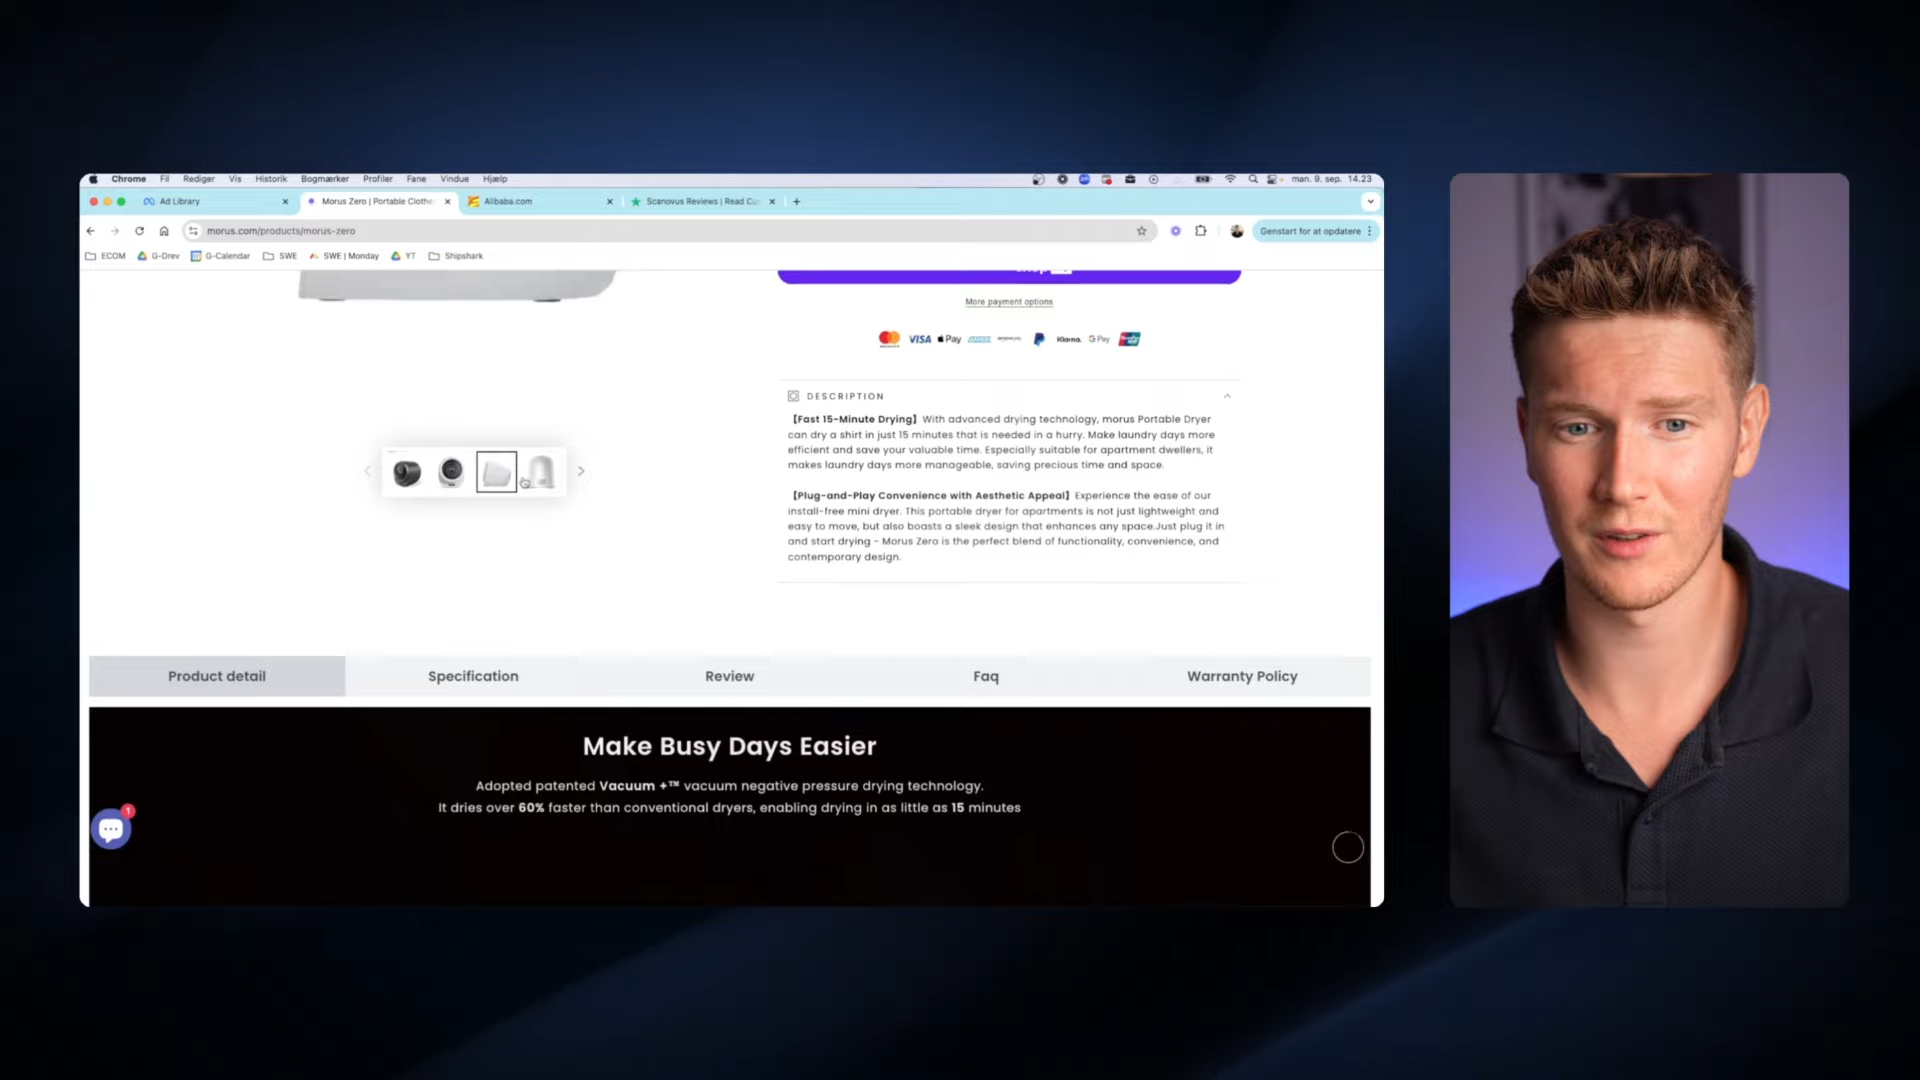 Chrome Fil Rediger Vis Historik Bogmærker Profiler Fane Vindue Hjælp
man. 9. sep. 14.23
Ad Library
Morus Zero | Portable Clothe
Alibaba.com
Scanovus Reviews | Read Cu
morus.com/products/morus-zero
Genstart for at opdatere
ECOM G-Drev G-Calendar SWE SWE | Monday YT Shipshark
More payment options
VISA Pay Klarna. G Pay
DESCRIPTION
【Fast 15-Minute Drying】With advanced drying technology, morus Portable Dryer
can dry a shirt in just 15 minutes that is needed in a hurry. Make laundry days more
efficient and save your valuable time. Especially suitable for apartment dwellers, it
makes laundry days more manageable, saving precious time and space.
【Plug-and-Play Convenience with Aesthetic Appeal】Experience the ease of our
install-free mini dryer. This portable dryer for apartments is not just lightweight and
easy to move, but also boasts a sleek design that enhances any space.Just plug it in
and start drying - Morus Zero is the perfect blend of functionality, convenience, and
contemporary design.
Product detail
Specification
Review
Faq
Warranty Policy
Make Busy Days Easier
Adopted patented Vacuum +™ vacuum negative pressure drying technology.
It dries over 60% faster than conventional dryers, enabling drying in as little as 15 minutes
1